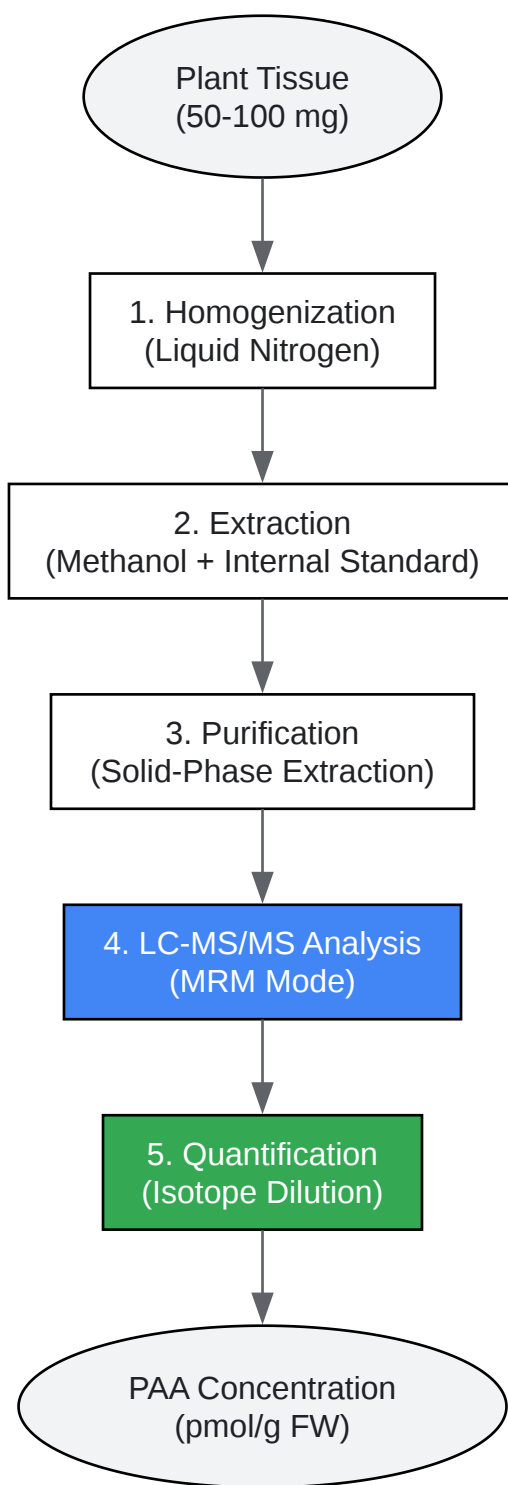 Plant Tissue
(50-100 mg)
1. Homogenization
(Liquid Nitrogen)
2. Extraction
(Methanol + Internal Standard)
3. Purification
(Solid-Phase Extraction)
4. LC-MS/MS Analysis
(MRM Mode)
5. Quantification
(Isotope Dilution)
PAA Concentration
(pmol/g FW)